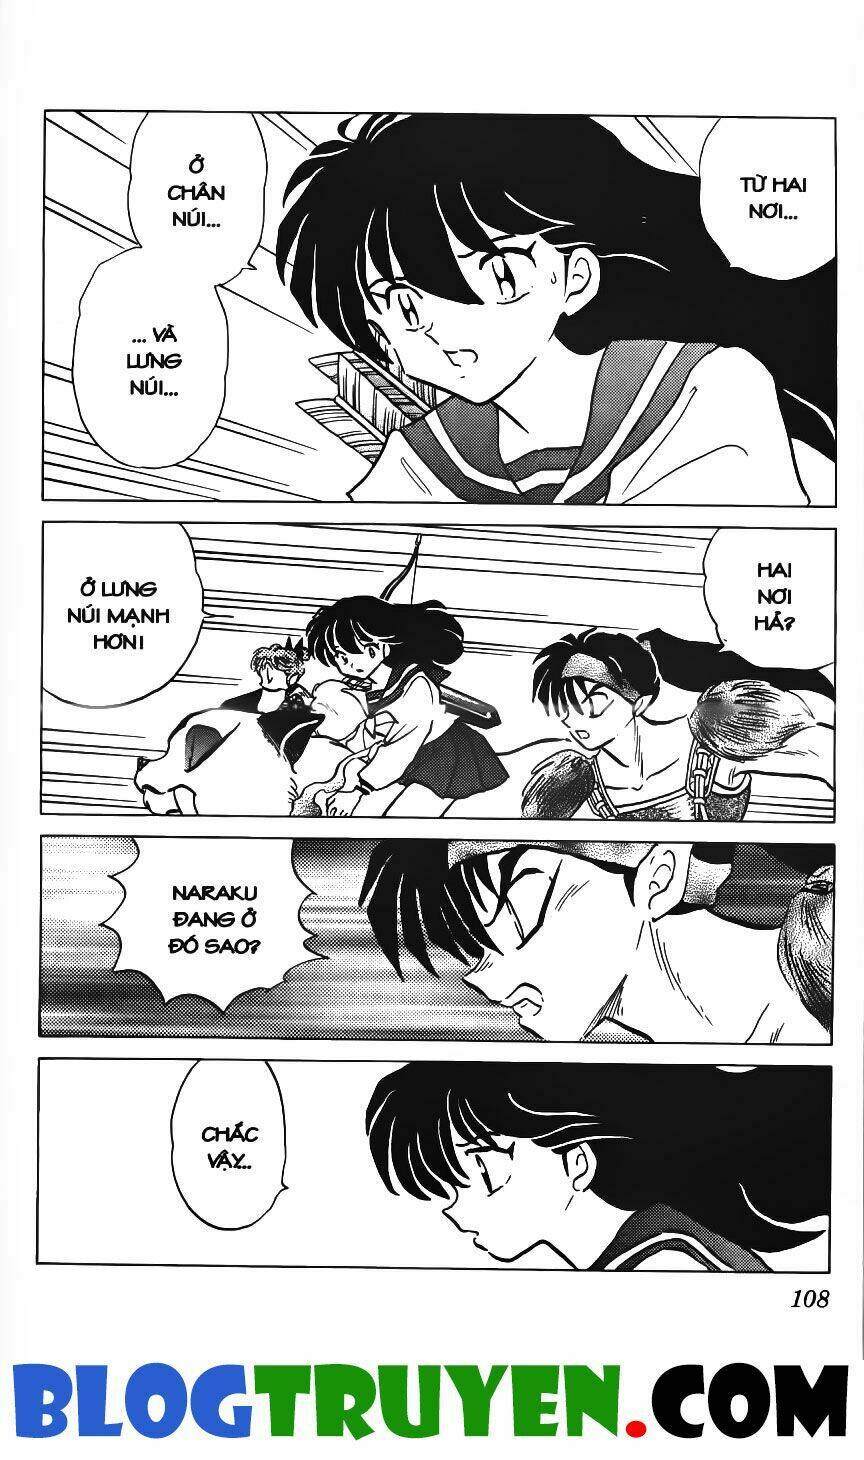 TỪ HAI
NƠI...
Ở
CHÂN
NÚI...
... VÀ
LƯNG
NÚI...
HAI
NƠI
HẢ?
Ở LƯNG
NÚI MẠNH
HƠN!
NARAKU
ĐANG Ở
ĐÓ SAO?
CHẮC
VẬY...
108
BLOGTRUYEN.COM